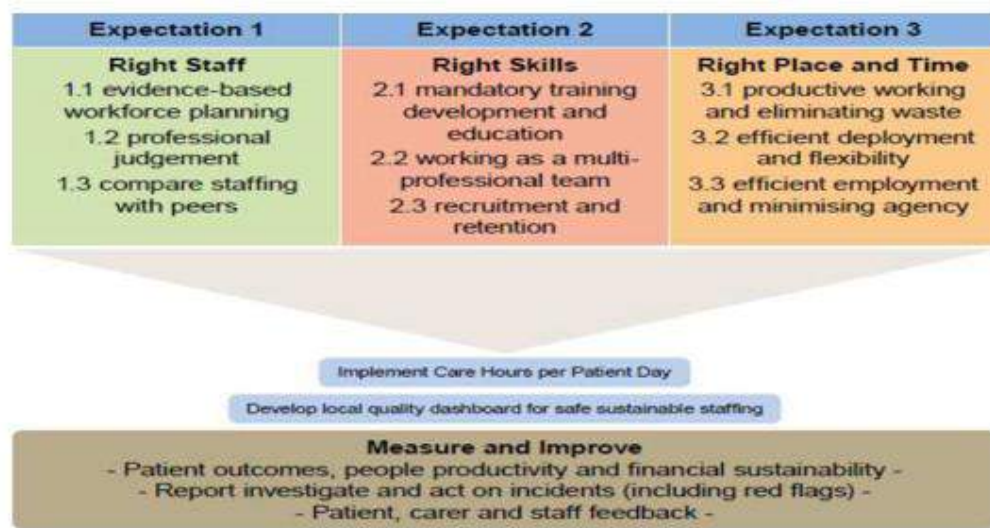 Expectation 1
Expectation 2
Expectation 3
Right Staff
1.1 evidence-based
workforce planning
1.2 professional
judgement
1.3 compare staffing
with peers
Right Skills
2.1 mandatory training
development and
education
2.2 working as a multi-
professional team
2.3 recruitment and
retention
Right Place and Time
3.1 productive working
and eliminating waste
3.2 efficient deployment
and flexibility
3.3 efficient employment
and minimising agency
Implement Care Hours per Patient Day
Develop local quality dashboard for safe sustainable staffing
Measure and Improve
- Patient outcomes, people productivity and financial sustainability -
- Report investigate and act on incidents (including red flags) -
- Patient, carer and staff feedback -